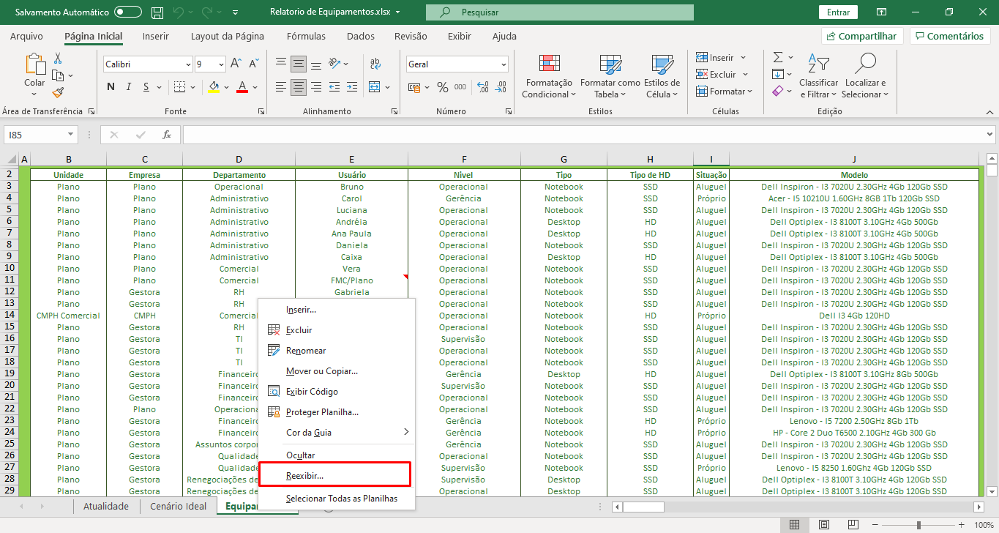 Salvamento Automático Relatorio de Equipamentos.xlsx Pesquisar Entrar
Arquivo Página Inicial Inserir Layout da Página Fórmulas Dados Revisão Exibir Ajuda Compartilhar Comentários
Colar
Calibri 9
N I S
Geral
000
Formatação Condicional
Formatar como Tabela
Estilos de Célula
Inserir
Excluir
Formatar
Classificar e Filtrar
Localizar e Selecionar
Área de Transferência Fonte Alinhamento Número Estilos Células Edição
I85 fx
A B C D E F G H I J
2 Unidade Empresa Departamento Usuário Nivel Tipo Tipo de HD Situação Modelo
3 Plano Plano Operacional Bruno Operacional Notebook SSD Aluguel Dell Inspiron - I3 7020U 2.30GHz 4Gb 120Gb SSD
4 Plano Plano Administrativo Carol Gerência Notebook SSD Próprio Acer - I5 10210U 1.60GHz 8GB 1Tb 120Gb SSD
5 Plano Plano Administrativo Luciana Operacional Notebook SSD Aluguel Dell Inspiron - I3 7020U 2.30GHz 4Gb 120Gb SSD
6 Plano Plano Administrativo Andréia Operacional Desktop HD Aluguel Dell Optiplex - I3 8100T 3.10GHz 4Gb 500Gb
7 Plano Plano Administrativo Ana Paula Operacional Desktop HD Aluguel Dell Optiplex - I3 8100T 3.10GHz 4Gb 500Gb
8 Plano Plano Administrativo Daniela Operacional Notebook SSD Aluguel Dell Inspiron - I3 7020U 2.30GHz 4Gb 120Gb SSD
9 Plano Plano Administrativo Caixa Operacional Desktop HD Aluguel Dell Optiplex - I3 8100T 3.10GHz 4Gb 500Gb
10 Plano Plano Comercial Vera Operacional Notebook SSD Aluguel Dell Inspiron - I3 7020U 2.30GHz 4Gb 120Gb SSD
11 Plano Plano Comercial FMC/Plano Operacional Notebook SSD Aluguel Dell Inspiron - I3 7020U 2.30GHz 4Gb 120Gb SSD
12 Plano Gestora RH Gabriela Operacional Notebook SSD Aluguel Dell Inspiron - I3 7020U 2.30GHz 4Gb 120Gb SSD
13 Plano Gestora RH Operacional Notebook SSD Aluguel Dell Inspiron - I3 7020U 2.30GHz 4Gb 120Gb SSD
14 CMPH Comercial CMPH Comercial Operacional Notebook HD Próprio Dell I3 4Gb 120HD
15 Plano Gestora RH Operacional Notebook SSD Aluguel Dell Inspiron - I3 7020U 2.30GHz 4Gb 120Gb SSD
16 Plano Gestora TI Supervisão Notebook SSD Aluguel Dell Inspiron - I3 7020U 2.30GHz 4Gb 120Gb SSD
17 Plano Gestora TI Operacional Notebook SSD Aluguel Dell Inspiron - I3 7020U 2.30GHz 4Gb 120Gb SSD
18 Plano Gestora TI Operacional Notebook SSD Aluguel Dell Inspiron - I3 7020U 2.30GHz 4Gb 120Gb SSD
19 Plano Gestora Financeiro Gerência Desktop HD Aluguel Dell Optiplex - I3 8100T 3.10GHz 8Gb 500Gb
20 Plano Gestora Financeiro Supervisão Notebook SSD Aluguel Dell Inspiron - I3 7020U 2.30GHz 4Gb 120Gb SSD
21 Plano Gestora Financeiro Operacional Notebook SSD Aluguel Dell Inspiron - I3 7020U 2.30GHz 4Gb 120Gb SSD
22 Plano Plano Operaciona Operacional Notebook SSD Aluguel Dell Inspiron - I3 7020U 2.30GHz 4Gb 120Gb SSD
23 Plano Gestora Financeiro Gerência Notebook HD Próprio Lenovo - I5 7200 2.50GHz 8Gb 1Tb
24 Plano Gestora Financeiro Gerência Notebook HD Próprio HP - Core 2 Duo T6500 2.10GHz 4Gb 300 Gb
25 Plano Gestora Assuntos corpor Gerência Notebook SSD Aluguel Dell Inspiron - I3 7020U 2.30GHz 4Gb 120Gb SSD
26 Plano Gestora Qualidade Operacional Notebook SSD Aluguel Dell Inspiron - I3 7020U 2.30GHz 4Gb 120Gb SSD
27 Plano Gestora Qualidade Supervisão Notebook SSD Próprio Lenovo - I5 8250 1.60Ghz 4Gb 120Gb SSD
28 Plano Gestora Renegociações de Supervisão Desktop SSD Aluguel Dell Optiplex - I3 8100T 3.10GHz 4Gb 120Gb SSD
29 Plano Gestora Renegociações de Operacional Desktop SSD Aluguel Dell Optiplex - I3 8100T 3.10GHz 4Gb 120Gb SSD
Inserir...
Excluir
Renomear
Mover ou Copiar...
Exibir Código
Proteger Planilha...
Cor da Guia
Ocultar
Reexibir...
Selecionar Todas as Planilhas
Atualidade Cenário Ideal Equipar
100%